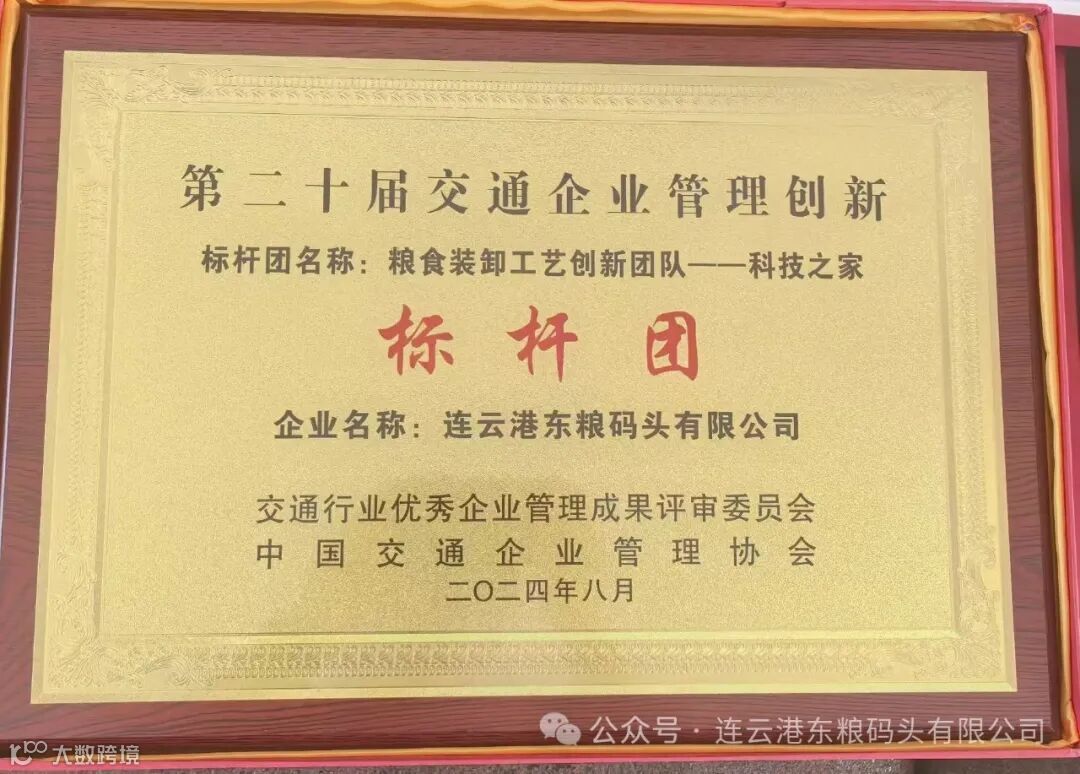 第二十届交通企业管理创新
标杆团名称：粮食装卸工艺创新团队——科技之家
标杆团
企业名称：连云港东粮码头有限公司
交通行业优秀企业管理成果评审委员会
中国交通企业管理协会
二〇二四年八月
公众号·连云港东粮码头有限公司
大数跨境